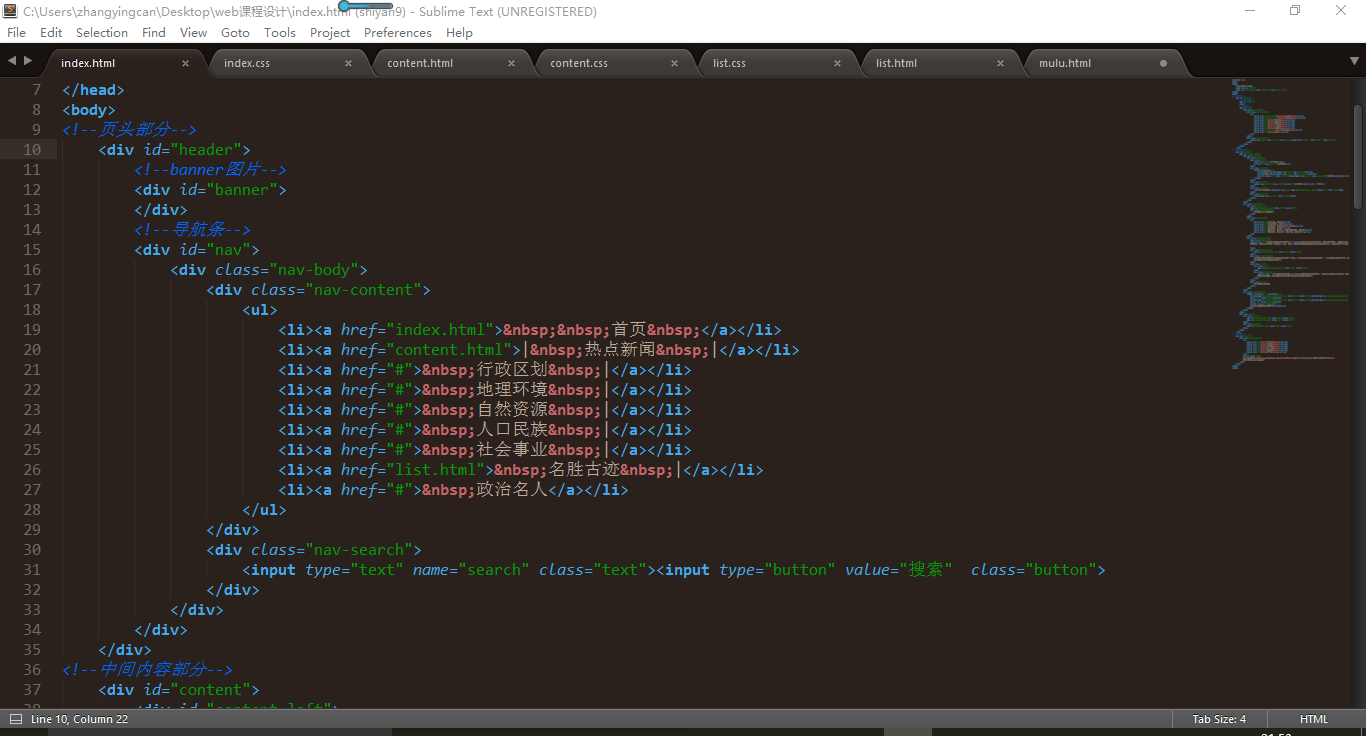 C:\Users\zhangyingcan\Desktop\web课程设计\index.html (shiyan9) - Sublime Text (UNREGISTERED)
File Edit Selection Find View Goto Tools Project Preferences Help
index.html × index.css × content.html × content.css × list.css × list.html × mulu.html
7 </head>
8 <body>
9 <!--页头部分-->
10 <div id="header">
11 <!--banner图片-->
12 <div id="banner">
13 </div>
14 <!--导航条-->
15 <div id="nav">
16 <div class="nav-body">
17 <div class="nav-content">
18 <ul>
19 <li><a href="index.html">&nbsp;&nbsp;首页&nbsp;</a></li>
20 <li><a href="content.html">|&nbsp;热点新闻&nbsp;|</a></li>
21 <li><a href="#">&nbsp;行政区划&nbsp;|</a></li>
22 <li><a href="#">&nbsp;地理环境&nbsp;|</a></li>
23 <li><a href="#">&nbsp;自然资源&nbsp;|</a></li>
24 <li><a href="#">&nbsp;人口民族&nbsp;|</a></li>
25 <li><a href="#">&nbsp;社会事业&nbsp;|</a></li>
26 <li><a href="list.html">&nbsp;名胜古迹&nbsp;|</a></li>
27 <li><a href="#">&nbsp;政治名人</a></li>
28 </ul>
29 </div>
30 <div class="nav-search">
31 <input type="text" name="search" class="text"><input type="button" value="搜索"  class="button">
32 </div>
33 </div>
34 </div>
35 </div>
36 <!--中间内容部分-->
37 <div id="content">
Line 10, Column 22 Tab Size: 4 HTML